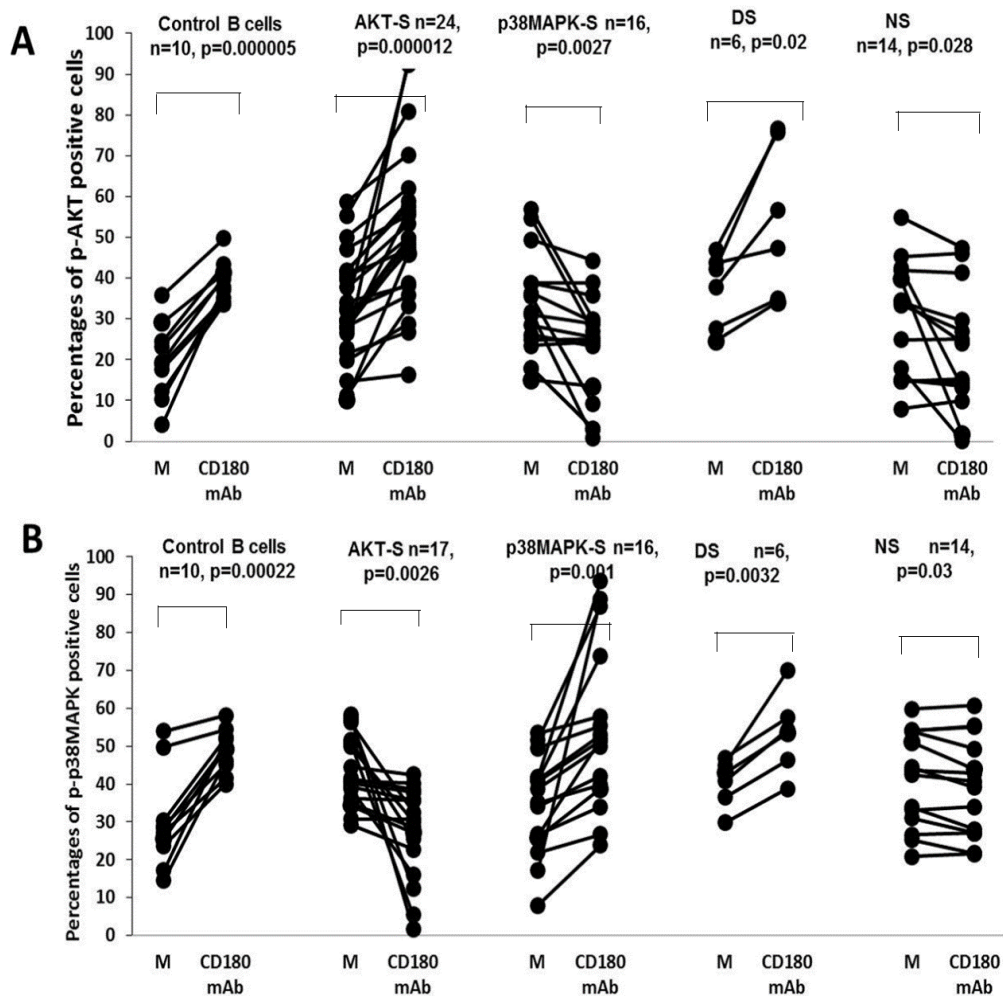 A
Control B cells
n=10, p=0.000005
AKT-S n=24,
p=0.000012
p38MAPK-S n=16,
p=0.0027
DS
n=6, p=0.02
NS
n=14, p=0.028
Percentages of p-AKT positive cells
100
90
80
70
60
50
40
30
20
10
0
M CD180 mAb
M CD180 mAb
M CD180 mAb
M CD180 mAb
M CD180 mAb
B
Control B cells
n=10, p=0.00022
AKT-S n=17,
p=0.0026
p38MAPK-S n=16,
p=0.001
DS n=6,
p=0.0032
NS n=14,
p=0.03
Percentages of p-p38MAPK positive cells
100
90
80
70
60
50
40
30
20
10
0
M CD180 mAb
M CD180 mAb
M CD180 mAb
M CD180 mAb
M CD180 mAb